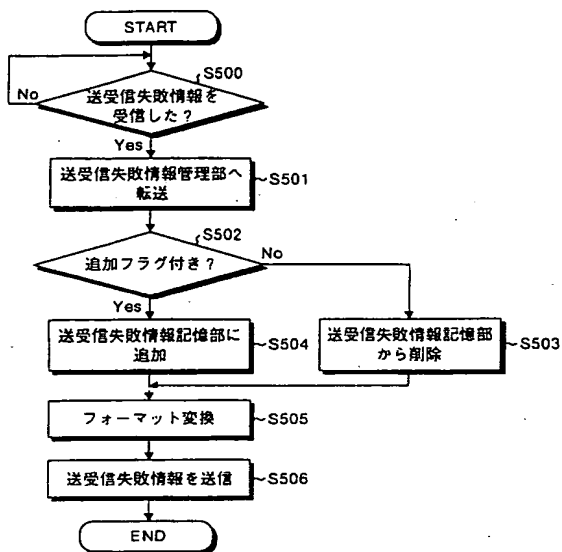 START
S500
送受信失敗情報を
受信した？
No
Yes
送受信失敗情報管理部へ
転送
S501
S502
追加フラグ付き？
No
Yes
送受信失敗情報記憶部に
追加
S504
送受信失敗情報記憶部
から削除
S503
フォーマット変換
S505
送受信失敗情報を送信
S506
END